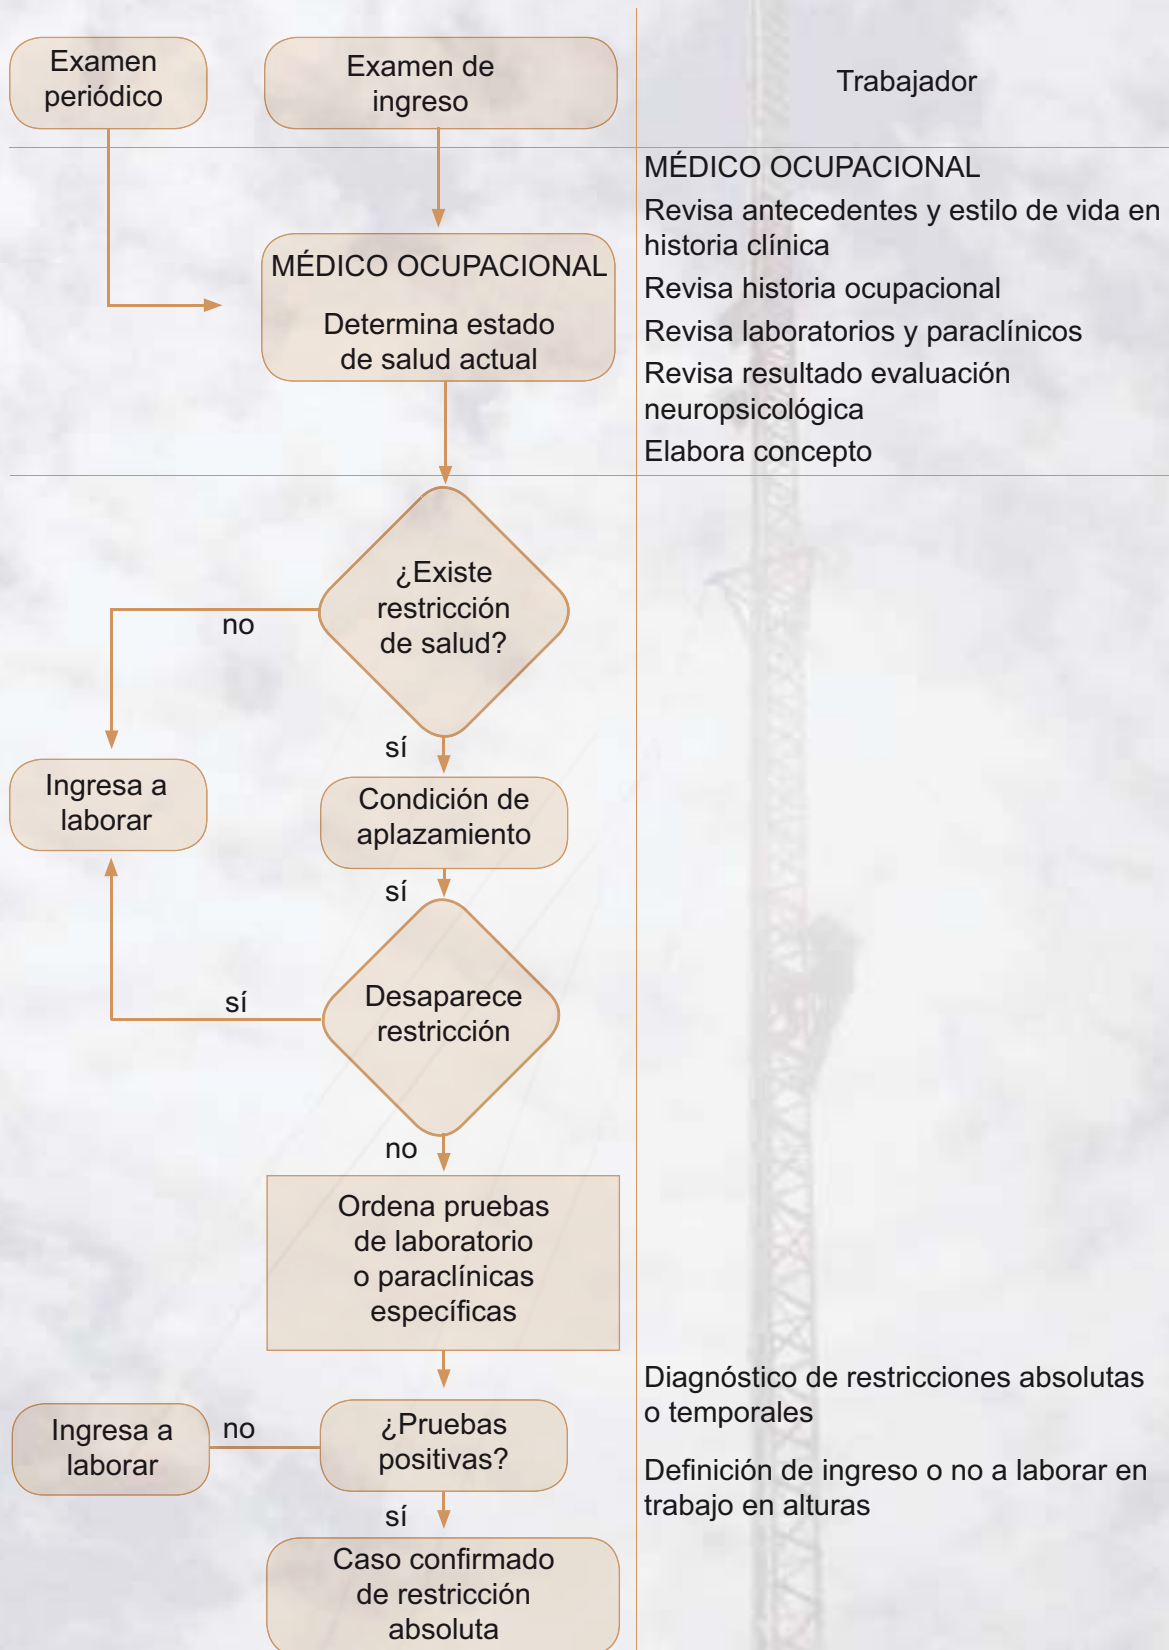 Examen
periódico
Examen de
ingreso
Trabajador
MÉDICO OCUPACIONAL
Determina estado
de salud actual
MÉDICO OCUPACIONAL
Revisa antecedentes y estilo de vida en
historia clínica
Revisa historia ocupacional
Revisa laboratorios y paraclínicos
Revisa resultado evaluación
neuropsicológica
Elabora concepto
¿Existe
restricción
de salud?
no
sí
Ingresa a
laborar
Condición de
aplazamiento
sí
Desaparece
restricción
sí
no
Ordena pruebas
de laboratorio
o paraclínicas
específicas
Diagnóstico de restricciones absolutas
o temporales
Ingresa a
laborar
no
¿Pruebas
positivas?
Definición de ingreso o no a laborar en
trabajo en alturas
sí
Caso confirmado
de restricción
absoluta